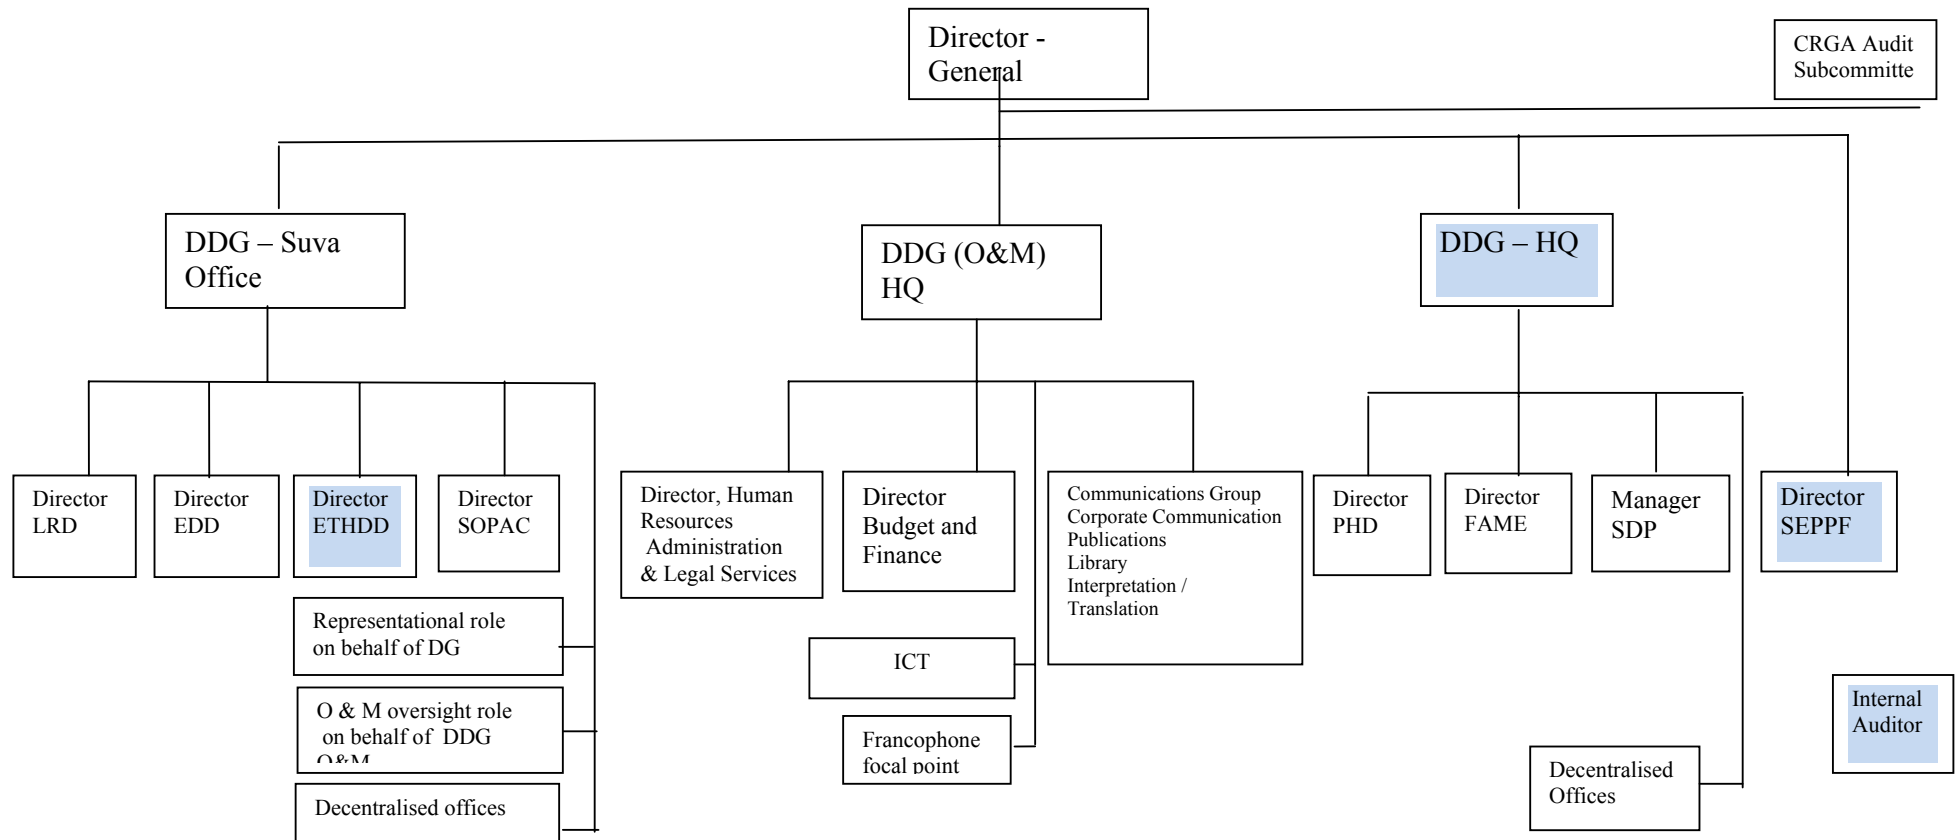 Director -
General
CRGA Audit
Subcommitte
DDG – Suva
Office
DDG (O&M)
HQ
DDG – HQ
Director
LRD
Director
EDD
Director
ETHDD
Director
SOPAC
Director, Human
Resources
Administration
& Legal Services
Director
Budget and
Finance
Communications Group
Corporate Communication
Publications
Library
Interpretation /
Translation
Director
PHD
Director
FAME
Manager
SDP
Director
SEPPF
Representational role
on behalf of DG
O & M oversight role
on behalf of DDG
O&M
Decentralised offices
ICT
Francophone
focal point
Decentralised
Offices
Internal
Auditor